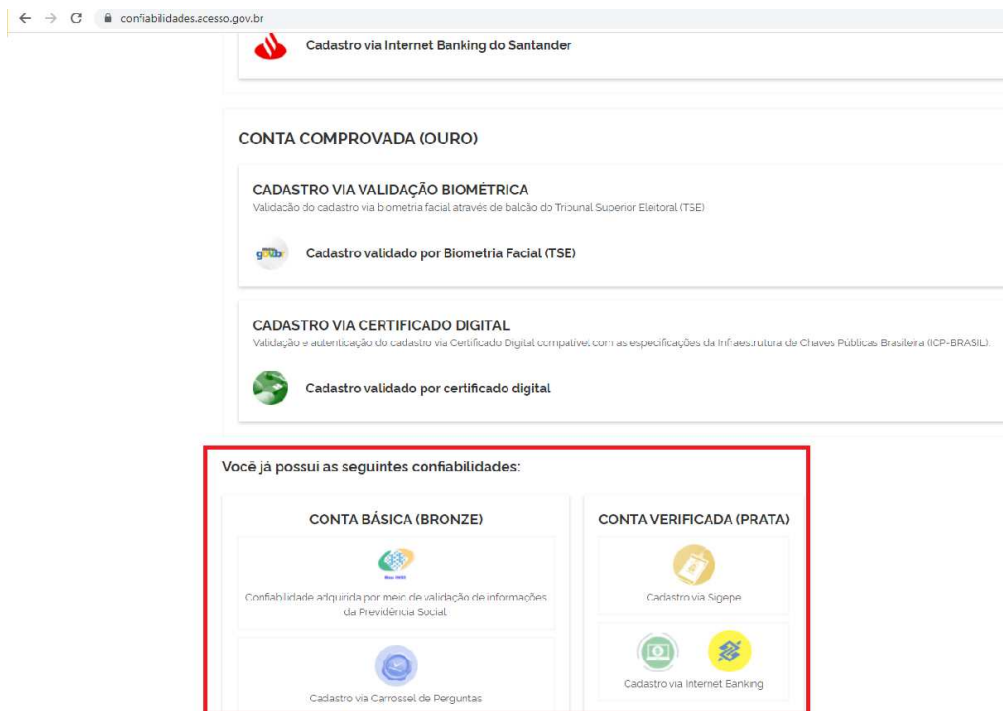 confiabilidades.acesso.gov.br
Cadastro via Internet Banking do Santander
CONTA COMPROVADA (OURO)
CADASTRO VIA VALIDAÇÃO BIOMÉTRICA
Validação do cadastro via biometria facial através de balcão do Tribunal Superior Eleitoral (TSE)
gov.br
Cadastro validado por Biometria Facial (TSE)
CADASTRO VIA CERTIFICADO DIGITAL
Validação e autenticação do cadastro via Certificado Digital compatível com as especificações da Infraestrutura de Chaves Públicas Brasileira (ICP-BRASIL).
Cadastro validado por certificado digital
Você já possui as seguintes confiabilidades:
CONTA BÁSICA (BRONZE)
CONTA VERIFICADA (PRATA)
Meu INSS
Confiabilidade adquirida por meio de validação de informações
da Previdência Social
Cadastro via Sigepe
Cadastro via Carrossel de Perguntas
Cadastro via Internet Banking